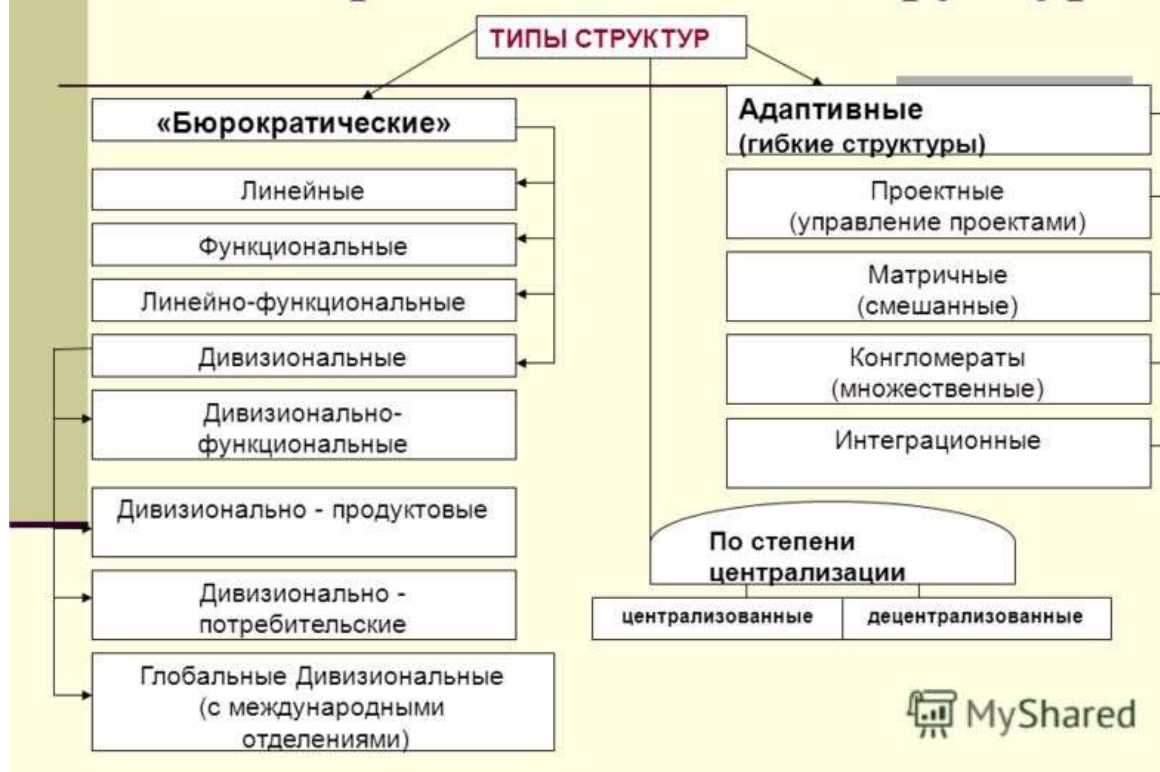 ТИПЫ СТРУКТУР
«Бюрократические»
Линейные
Функциональные
Линейно-функциональные
Дивизиональные
Дивизионально-
функциональные
Дивизионально - продуктовые
Дивизионально -
потребительские
Глобальные Дивизиональные
(с международными
отделениями)
Адаптивные
(гибкие структуры)
Проектные
(управление проектами)
Матричные
(смешанные)
Конгломераты
(множественные)
Интеграционные
По степени
централизации
централизованные
децентрализованные
MyShared